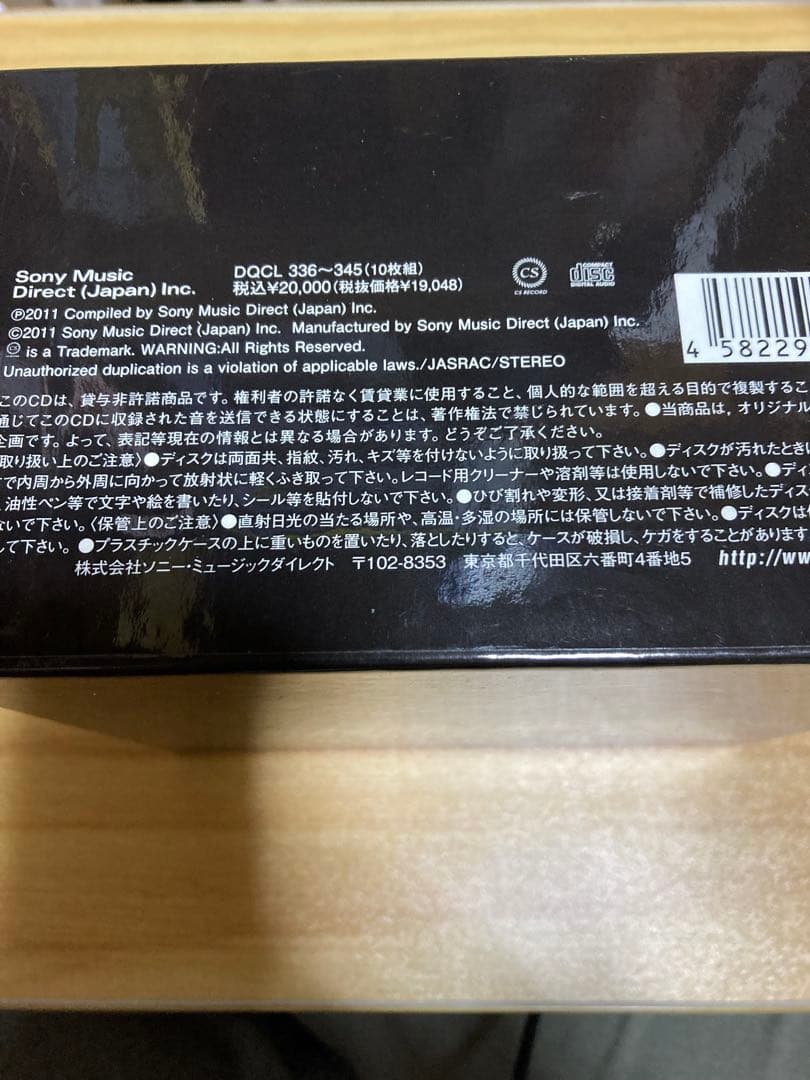 Sony Music
Direct (Japan) Inc.
DQCL 336〜345(10枚組)
税込¥20,000(税抜価格¥19,048)
CS
CS RECORD
COMPACT
disc
DIGITAL AUDIO
℗2011 Compiled by Sony Music Direct (Japan) Inc.
©2011 Sony Music Direct (Japan) Inc. Manufactured by Sony Music Direct (Japan) Inc.
is a Trademark. WARNING:All Rights Reserved.
Unauthorized duplication is a violation of applicable laws./JASRAC/STEREO
4 58229
このCDは、貸与非許諾商品です。権利者の許諾なく賃貸業に使用すること、個人的な範囲を超える目的で複製するこ
通じてこのCDに収録された音を送信できる状態にすることは、著作権法で禁じられています。●当商品は、オリジナル
企画です。よって、表記等現在の情報とは異なる場合があります。どうぞご了承ください。
取り扱い上のご注意〉●ディスクは両面共、指紋、汚れ、キズ等を付けないように取り扱って下さい。●ディスクが汚れたときに
で内周から外周に向かって放射状に軽くふき取って下さい。レコード用クリーナーや溶剤等は使用しないで下さい。●ディ
、油性ペン等で文字や絵を書いたり、シール等を貼付しないで下さい。●ひび割れや変形、又は接着剤等で補修したディス
ないで下さい。〈保管上のご注意〉●直射日光の当たる場所や、高温・多湿の場所には保管しないで下さい。●ディスクは
して下さい。●プラスチックケースの上に重いものを置いたり、落としたりすると、ケースが破損し、ケガをすることがあります
株式会社ソニー・ミュージックダイレクト 〒102-8353 東京都千代田区六番町4番地5 http://ww